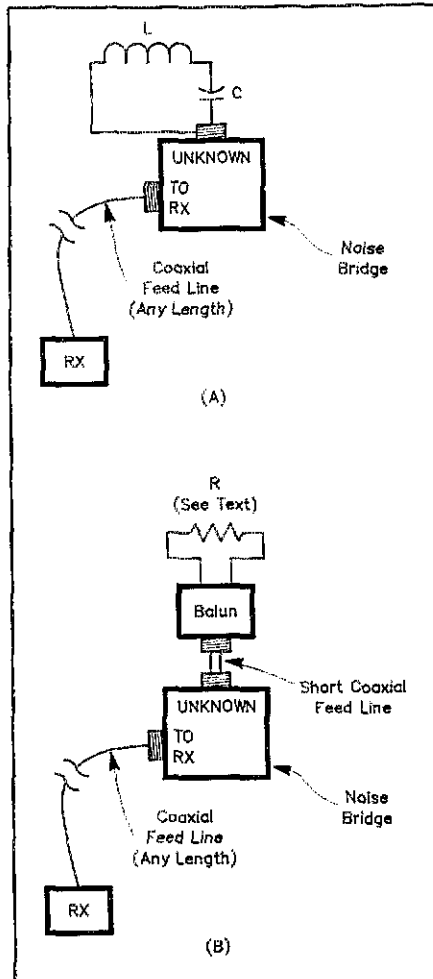 L
C
UNKNOWN
TO
RX
Noise
Bridge
Coaxial
Feed Line
(Any Length)
RX
(A)
R
(See Text)
Balun
Short Coaxial
Feed Line
UNKNOWN
TO
RX
Noise
Bridge
Coaxial
Feed Line
(Any Length)
RX
(B)